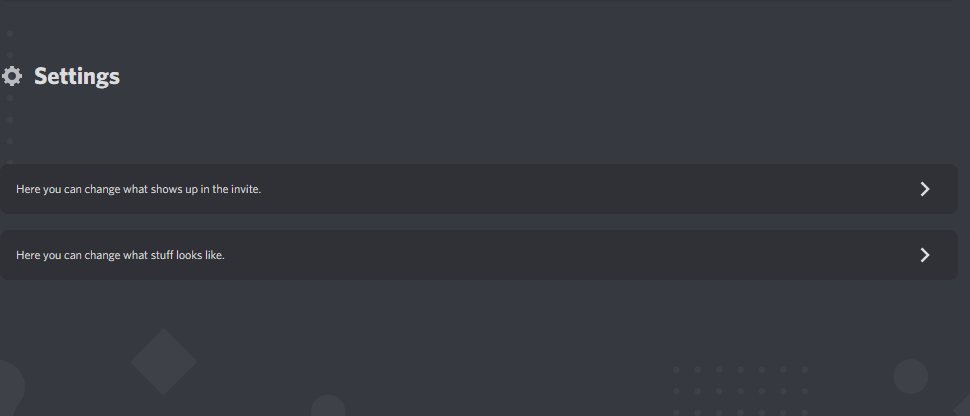 Settings
Here you can change what shows up in the invite.
Here you can change what stuff looks like.